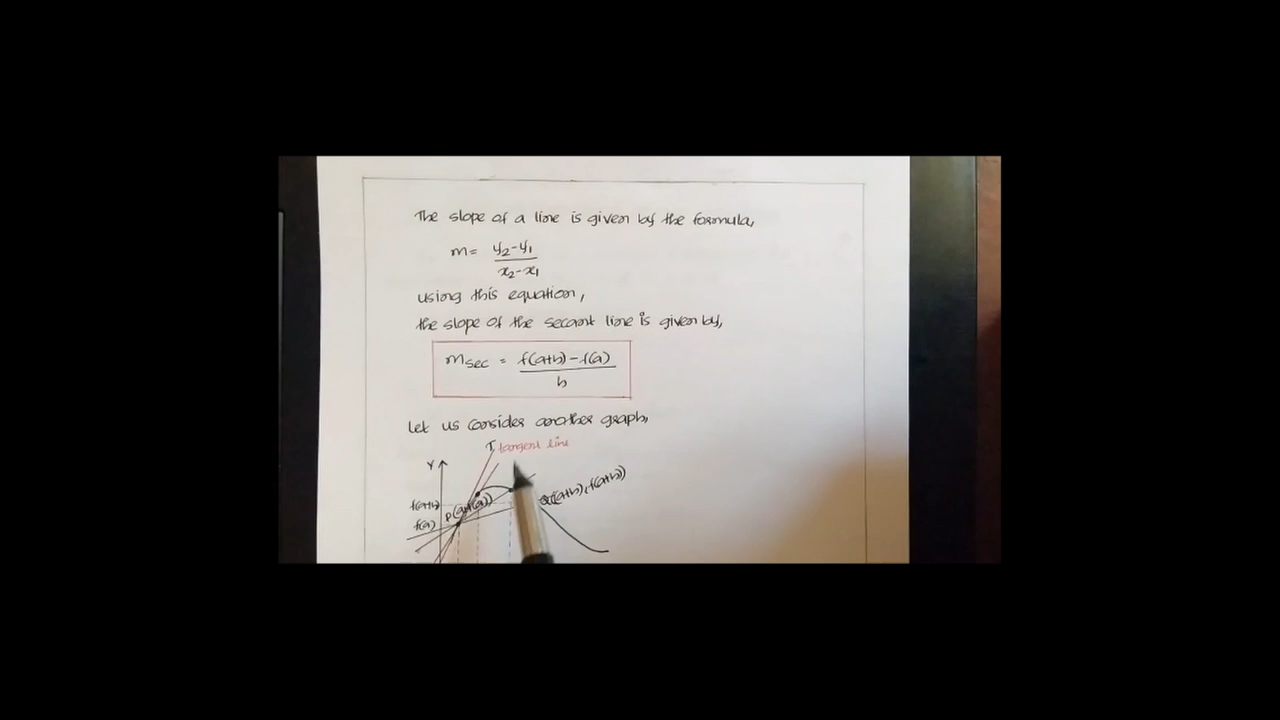 The slope of a line is given by the formula,
m = y₂-y₁ / x₂-x₁
using this equation,
the slope of the secant line is given by,
m sec = f(a+h)-f(a) / h
Let us consider another graph,
T tangent line
Y
f(a+h)
f(a)
P(a,f(a))
Q((a+h),f(a+h))